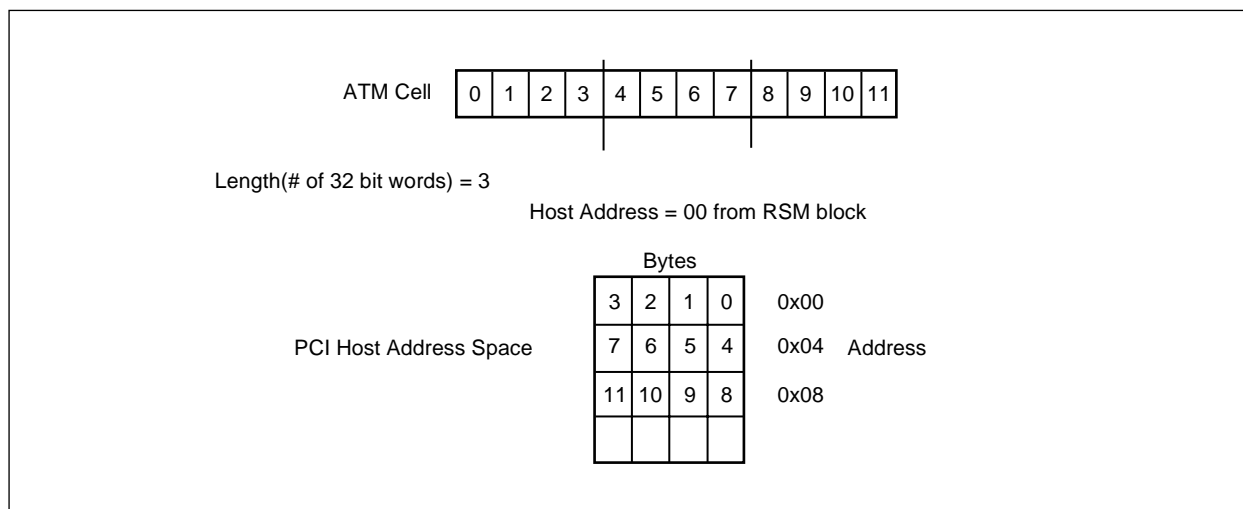 ATM Cell 0 1 2 3 4 5 6 7 8 9 10 11
Length(# of 32 bit words) = 3
Host Address = 00 from RSM block
Bytes
3 2 1 0 0x00
PCI Host Address Space 7 6 5 4 0x04 Address
11 10 9 8 0x08